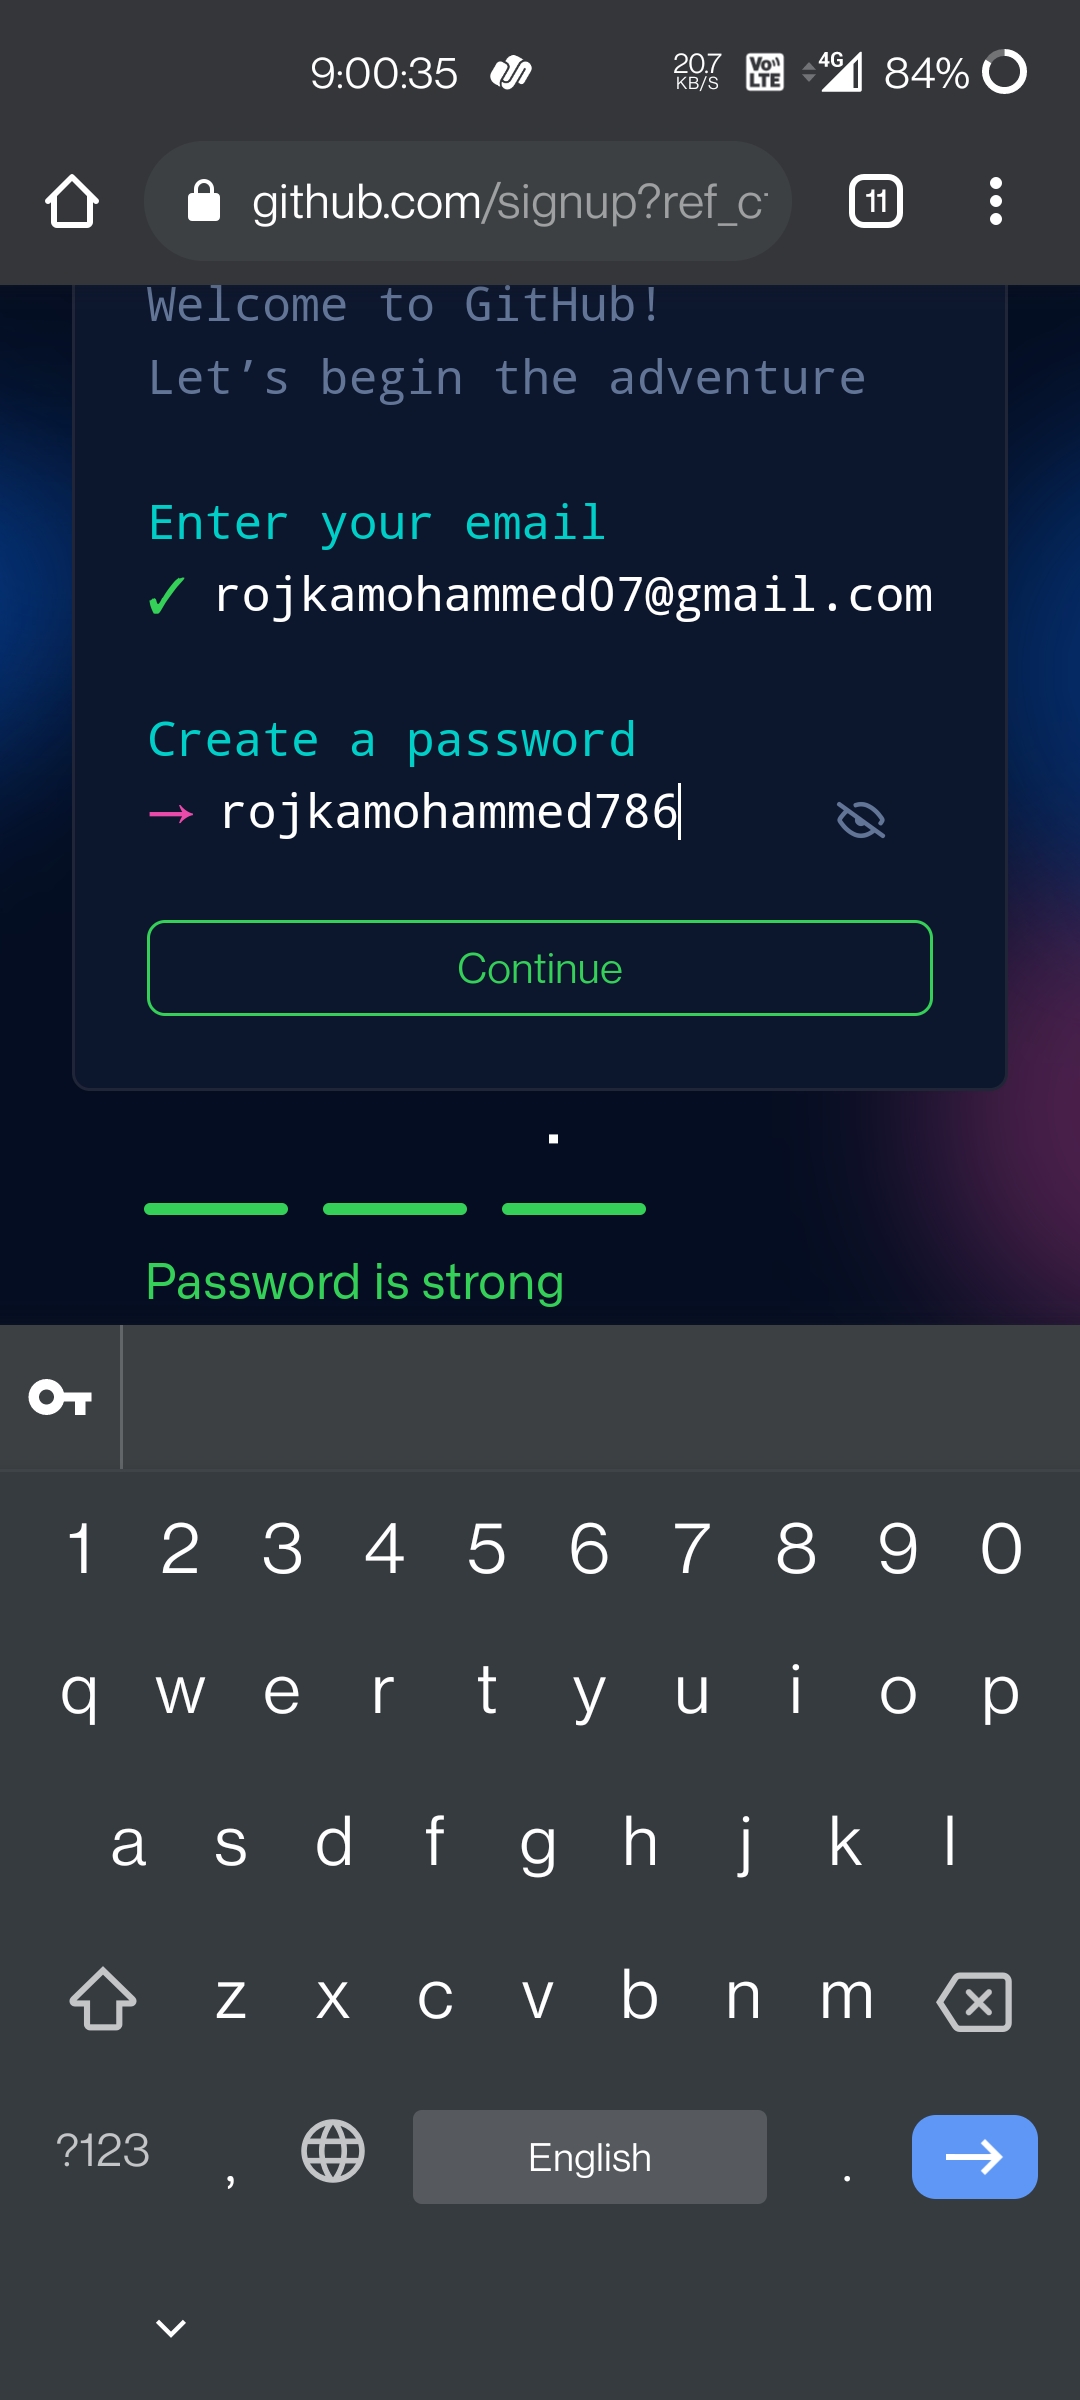 9:00:35 20.7 KB/S Vo LTE 4G 84%
github.com/signup?ref_c
11
Welcome to GitHub!
Let’s begin the adventure
Enter your email
✓ rojkamohammed07@gmail.com
Create a password
→ rojkamohammed786
Continue
Password is strong
1 2 3 4 5 6 7 8 9 0
q w e r t y u i o p
a s d f g h j k l
z x c v b n m
?123 , English .